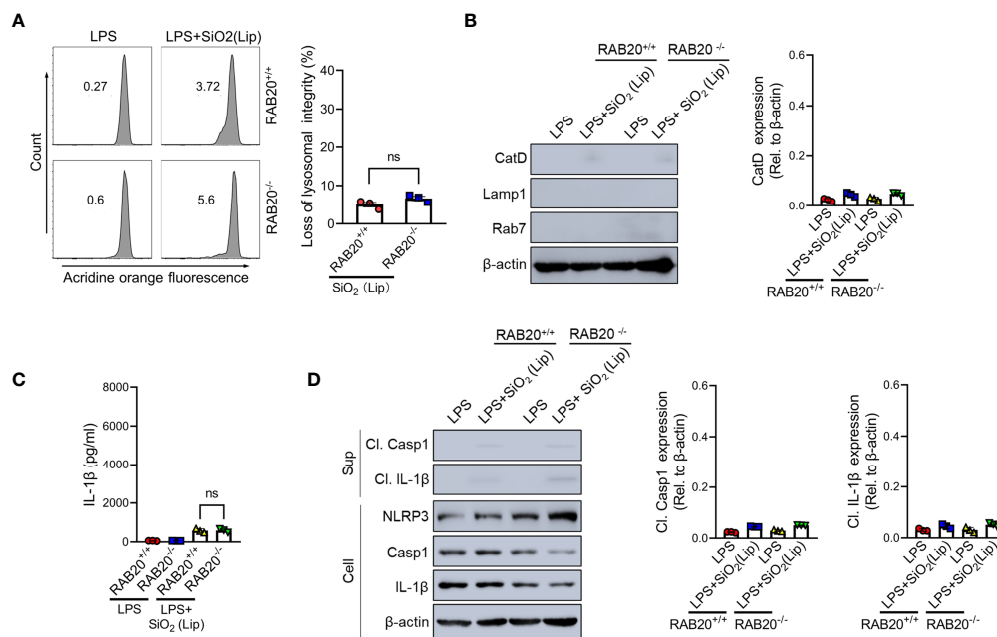 A
LPS
LPS+SiO2(Lip)
0.27
3.72
RAB20+/+
0.6
5.6
RAB20-/-
Count
Acridine orange fluorescence
Loss of lysosomal integrity (%)
40
30
20
10
0
ns
RAB20+/+
RAB20-/-
SiO2 (Lip)
B
RAB20+/+
RAB20 -/-
LPS
LPS+SiO2 (Lip)
LPS
LPS+ SiO2 (Lip)
CatD
Lamp1
Rab7
β-actin
CatD expression
(Rel. to β-actin)
0.6
0.4
0.2
0.0
LPS
LPS+SiO2(Lip)
LPS
LPS+SiO2(Lip)
RAB20+/+
RAB20-/-
C
IL-1β (pg/ml)
8000
6000
4000
2000
0
ns
RAB20+/+
RAB20-/-
RAB20+/+
RAB20-/-
LPS
LPS+
SiO2 (Lip)
D
RAB20+/+
RAB20 -/-
LPS
LPS+SiO2 (Lip)
LPS
LPS+ SiO2 (Lip)
Sup
Cl. Casp1
Cl. IL-1β
Cell
NLRP3
Casp1
IL-1β
β-actin
Cl. Casp1 expression
(Rel. tc β-actin)
0.6
0.4
0.2
0.0
LPS
LPS+SiO2(Lip)
LPS
LPS+SiO2(Lip)
RAB20+/+
RAB20-/-
Cl. IL-1β expression
(Rel. tc β-actin)
0.6
0.4
0.2
0.0
LPS
LPS+SiO2(Lip)
LPS
LPS+SiO2(Lip)
RAB20+/+
RAB20-/-